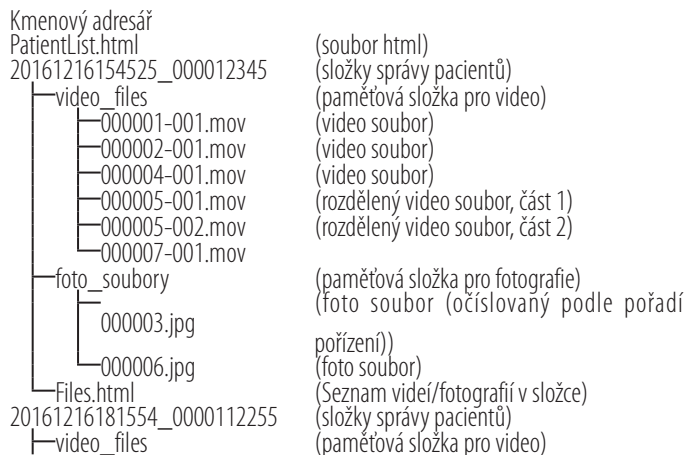 Kmenový adresář
PatientList.html (soubor html)
20161216154525_000012345 (složky správy pacientů)
video_files (paměťová složka pro video)
000001-001.mov (video soubor)
000002-001.mov (video soubor)
000004-001.mov (video soubor)
000005-001.mov (rozdělený video soubor, část 1)
000005-002.mov (rozdělený video soubor, část 2)
000007-001.mov
foto_soubory (paměťová složka pro fotografie)
000003.jpg (foto soubor (očíslovaný podle pořadí
pořízení))
000006.jpg (foto soubor)
Files.html (Seznam videí/fotografií v složce)
20161216181554_0000112255 (složky správy pacientů)
video_files (paměťová složka pro video)